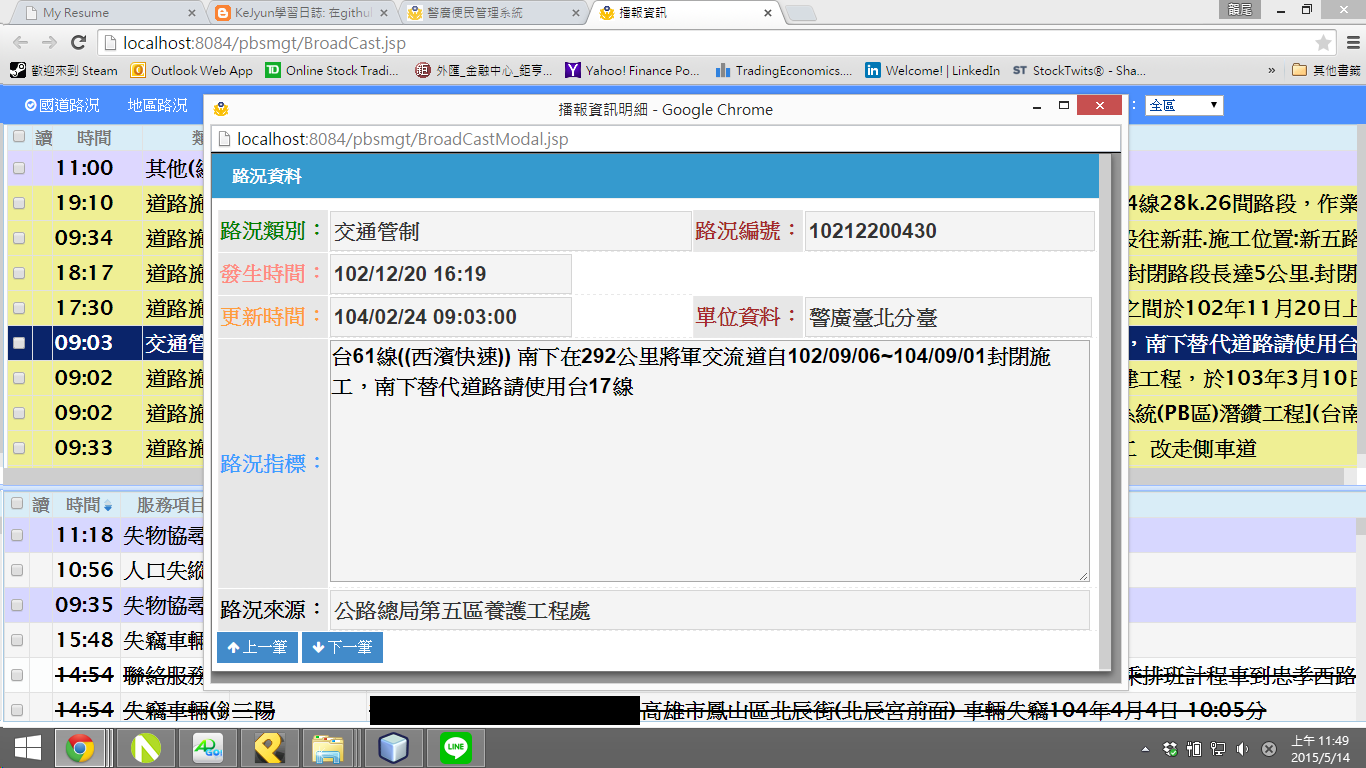 My Resume
KeJyun學習日誌: 在githul
警廣便民管理系統
播報資訊
localhost:8084/pbsmgt/BroadCast.jsp
歡迎來到 Steam
Outlook Web App
Online Stock Tradi...
外匯_金融中心_鉅亨...
Yahoo! Finance Po...
TradingEconomics....
Welcome! | LinkedIn
ST StockTwits® - Sha...
»
其他書籤
國道路況 地區路況
: 全區
播報資訊明細 - Google Chrome
localhost:8084/pbsmgt/BroadCastModal.jsp
路況資料
路況類別： 交通管制 路況編號： 10212200430
發生時間： 102/12/20 16:19
更新時間： 104/02/24 09:03:00 單位資料： 警廣臺北分臺
路況指標：
台61線((西濱快速)) 南下在292公里將軍交流道自102/09/06~104/09/01封閉施
工，南下替代道路請使用台17線
路況來源： 公路總局第五區養護工程處
上一筆 下一筆
讀 時間 類
11:00 其他(
19:10 道路施 4線28k.26間路段，作業
09:34 道路施 段往新莊.施工位置:新五路
18:17 道路施 封閉路段長達5公里.封閉
17:30 道路施 之間於102年11月20日上
09:03 交通管 ，南下替代道路請使用台
09:02 道路施 建工程，於103年3月10日
09:02 道路施 系統(PB區)潛鑽工程](台南
09:33 道路施 工 改走側車道
讀 時間 服務項目
11:18 失物協尋
10:56 人口失蹤
09:35 失物協尋
15:48 失竊車輛
14:54 聯絡服務 乘排班計程車到忠孝西路
14:54 失竊車輛( 三陽 高雄市鳳山區北辰街(北辰宮前面) 車輛失竊104年4月4日 10:05分
LINE
上午 11:49
2015/5/14